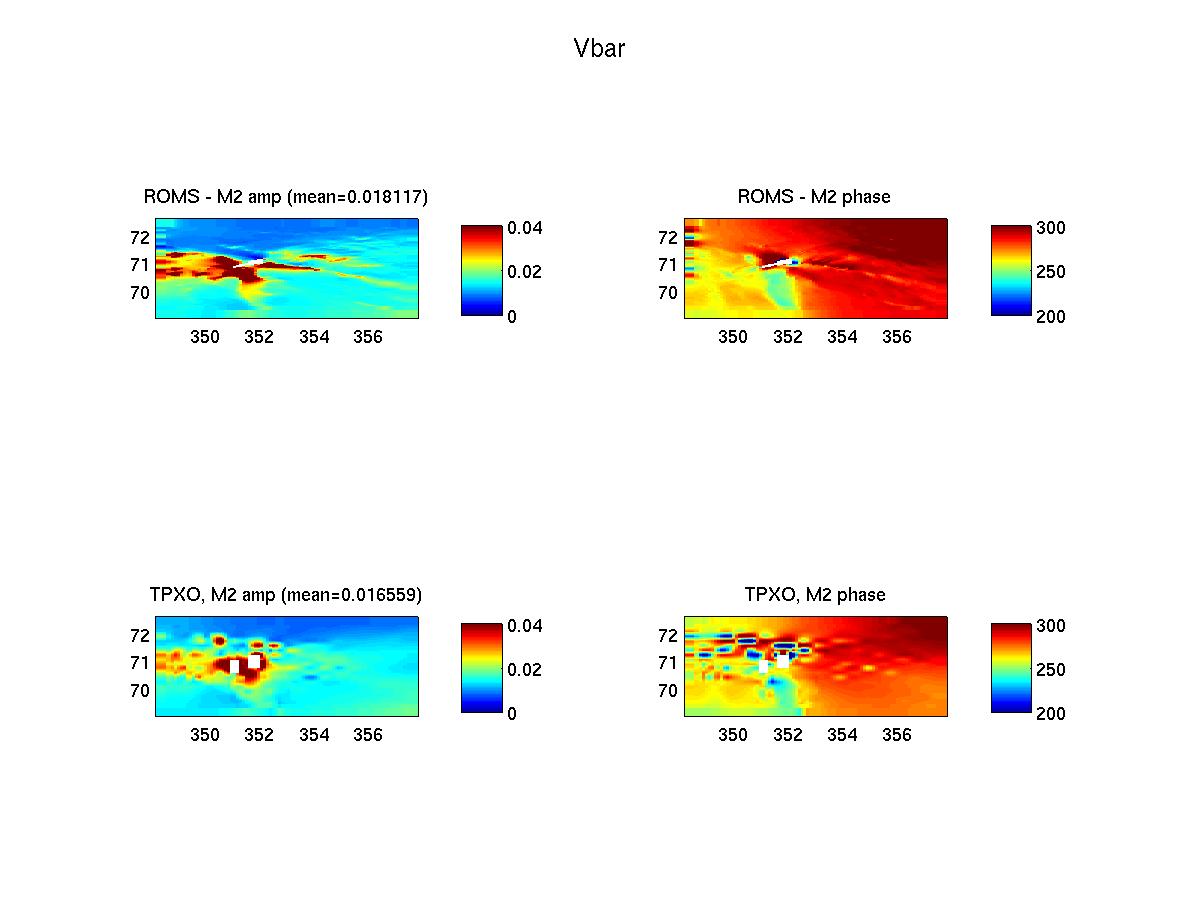 Vbar
ROMS - M2 amp (mean=0.018117)
72
71
70
350 352 354 356
0.04
0.02
0
ROMS - M2 phase
72
71
70
350 352 354 356
300
250
200
TPXO, M2 amp (mean=0.016559)
72
71
70
350 352 354 356
0.04
0.02
0
TPXO, M2 phase
72
71
70
350 352 354 356
300
250
200